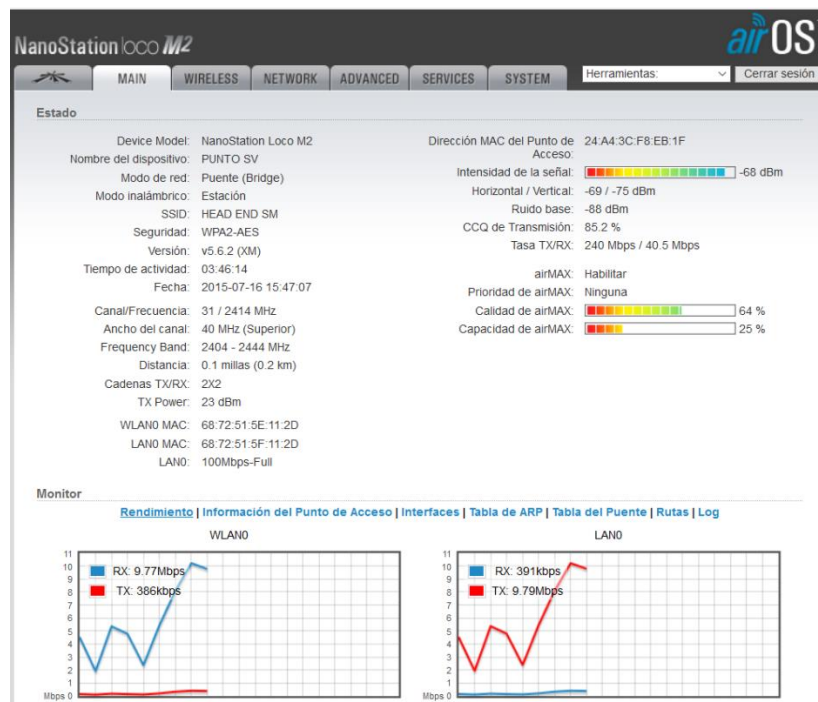 NanoStation loco M2
airOS
MAIN WIRELESS NETWORK ADVANCED SERVICES SYSTEM Herramientas: Cerrar sesión
Estado
Device Model: NanoStation Loco M2
Nombre del dispositivo: PUNTO SV
Modo de red: Puente (Bridge)
Modo inalámbrico: Estación
SSID: HEAD END SM
Seguridad: WPA2-AES
Versión: v5.6.2 (XM)
Tiempo de actividad: 03:46:14
Fecha: 2015-07-16 15:47:07
Canal/Frecuencia: 31 / 2414 MHz
Ancho del canal: 40 MHz (Superior)
Frequency Band: 2404 - 2444 MHz
Distancia: 0.1 millas (0.2 km)
Cadenas TX/RX: 2X2
TX Power: 23 dBm
WLAN0 MAC: 68:72:51:5E:11:2D
LAN0 MAC: 68:72:51:5F:11:2D
LAN0: 100Mbps-Full
Dirección MAC del Punto de Acceso: 24:A4:3C:F8:EB:1F
Intensidad de la señal: -68 dBm
Horizontal / Vertical: -69 / -75 dBm
Ruido base: -88 dBm
CCQ de Transmisión: 85.2 %
Tasa TX/RX: 240 Mbps / 40.5 Mbps
airMAX: Habilitar
Prioridad de airMAX: Ninguna
Calidad de airMAX: 64 %
Capacidad de airMAX: 25 %
Monitor
Rendimiento | Información del Punto de Acceso | Interfaces | Tabla de ARP | Tabla del Puente | Rutas | Log
WLAN0
11
10
9
8
7
6
5
4
3
2
1
Mbps 0
RX: 9.77Mbps
TX: 386kbps
LAN0
11
10
9
8
7
6
5
4
3
2
1
Mbps 0
RX: 391kbps
TX: 9.79Mbps